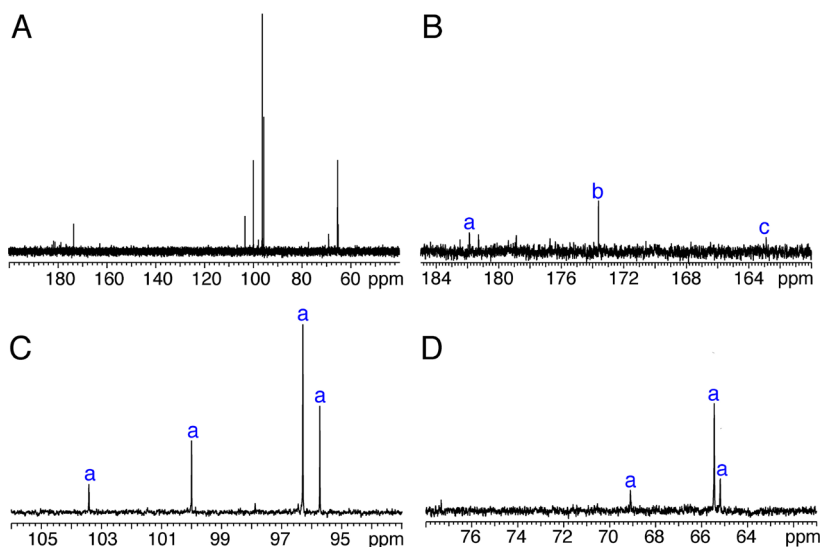 A
180 160 140 120 100 80 60 ppm
B
a b c
184 180 176 172 168 164 ppm
C
a a a a
105 103 101 99 97 95 ppm
D
a a a
76 74 72 70 68 66 64 ppm